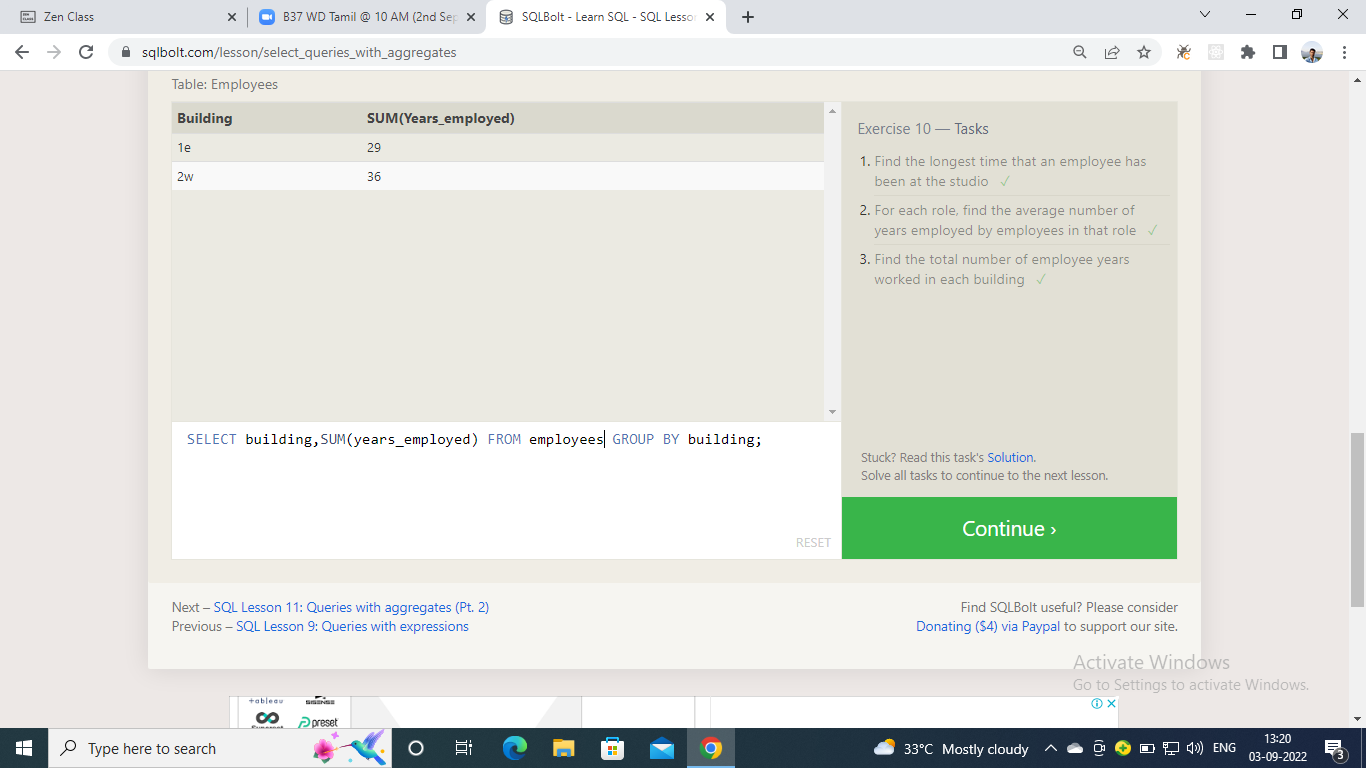 Zen Class
B37 WD Tamil @ 10 AM (2nd Sep
SQLBolt - Learn SQL - SQL Lesson
sqlbolt.com/lesson/select_queries_with_aggregates
Table: Employees
Building SUM(Years_employed)
1e 29
2w 36
Exercise 10 — Tasks
1. Find the longest time that an employee has
been at the studio ✓
2. For each role, find the average number of
years employed by employees in that role ✓
3. Find the total number of employee years
worked in each building ✓
SELECT building,SUM(years_employed) FROM employees GROUP BY building;
RESET
Stuck? Read this task's Solution.
Solve all tasks to continue to the next lesson.
Continue ›
Next – SQL Lesson 11: Queries with aggregates (Pt. 2)
Previous – SQL Lesson 9: Queries with expressions
Find SQLBolt useful? Please consider
Donating ($4) via Paypal to support our site.
Activate Windows
Go to Settings to activate Windows.
preset
Type here to search
33°C Mostly cloudy
ENG
13:20
03-09-2022
3